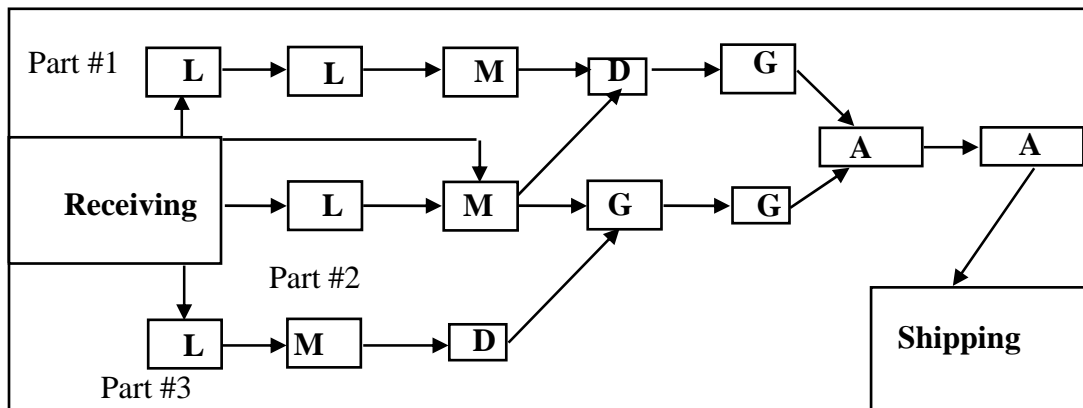 Part #1
L
L
M
D
G
A
A
Receiving
L
M
G
G
Part #2
L
M
D
Shipping
Part #3